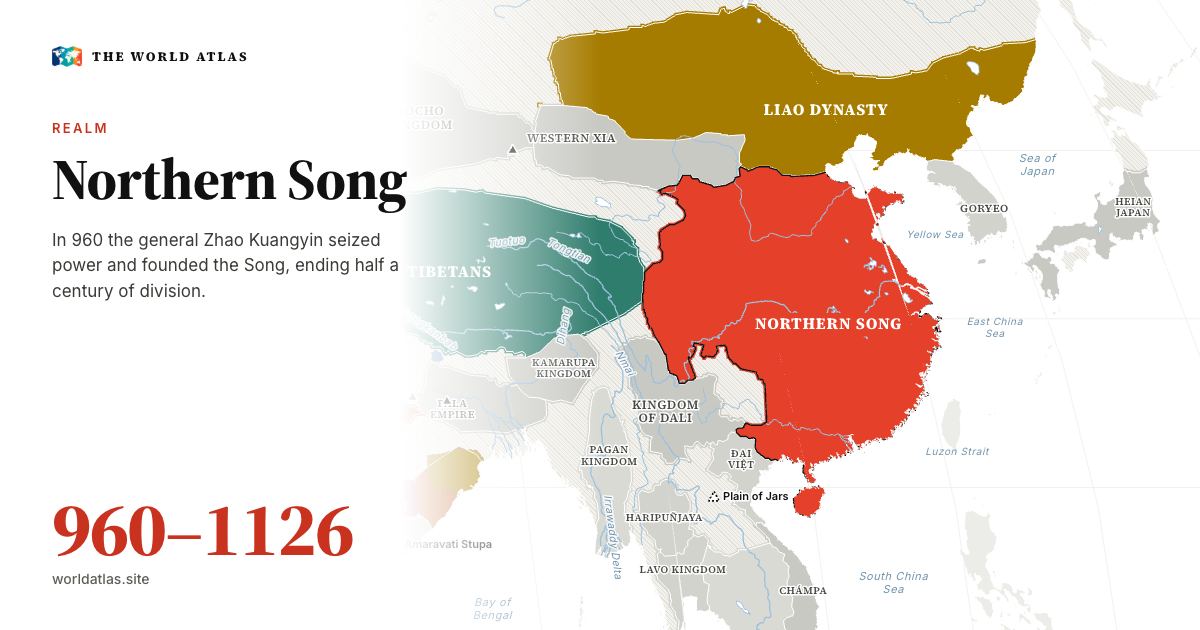 THE WORLD ATLAS
REALM
Northern Song
In 960 the general Zhao Kuangyin seized
power and founded the Song, ending half a
century of division.
960–1126
worldatlas.site
LIAO DYNASTY
WESTERN XIA
Sea of
Japan
GORYEO
HEIAN
JAPAN
Yellow Sea
Tuotuo
Tongtian
TIBETANS
NORTHERN SONG
East China
Sea
Dihang
Nmai
KAMARUPA
KINGDOM
KINGDOM
OF DALI
EMPIRE
PAGAN
KINGDOM
ĐẠI
VIỆT
Luzon Strait
Plain of Jars
Irrawaddy Delta
HARIPUÑJAYA
Amaravati Stupa
LAVO KINGDOM
CHÁMPA
South China
Sea
Bay of
Bengal